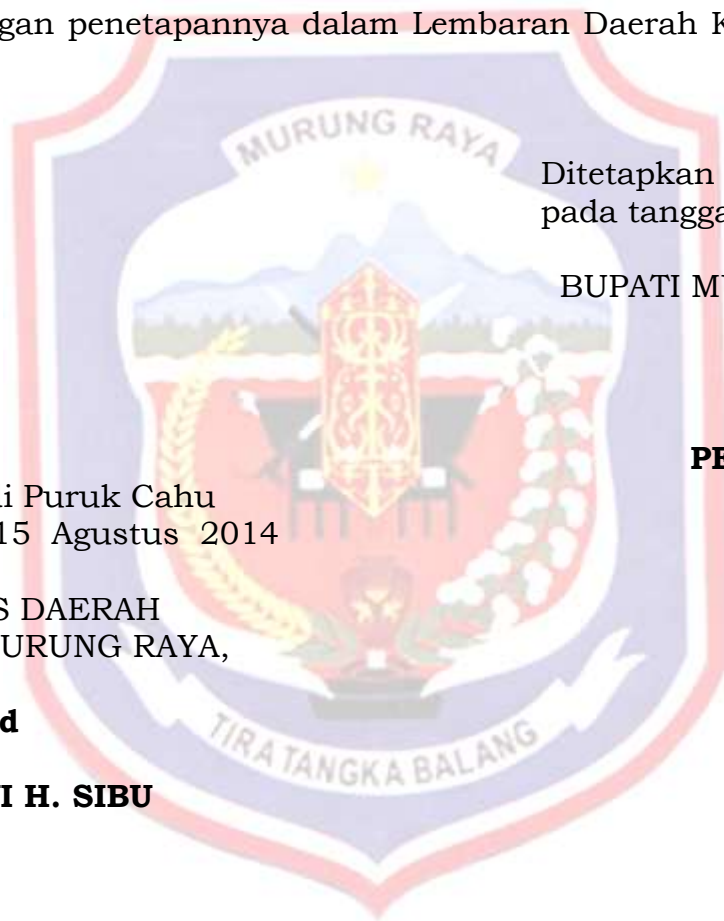 gan penetapannya dalam Lembaran Daerah K
MURUNG RAYA
Ditetapkan
pada tangga
BUPATI M
PE
i Puruk Cahu
15 Agustus 2014
S DAERAH
URUNG RAYA,
d
I H. SIBU
TIRA TANGKA BALANG